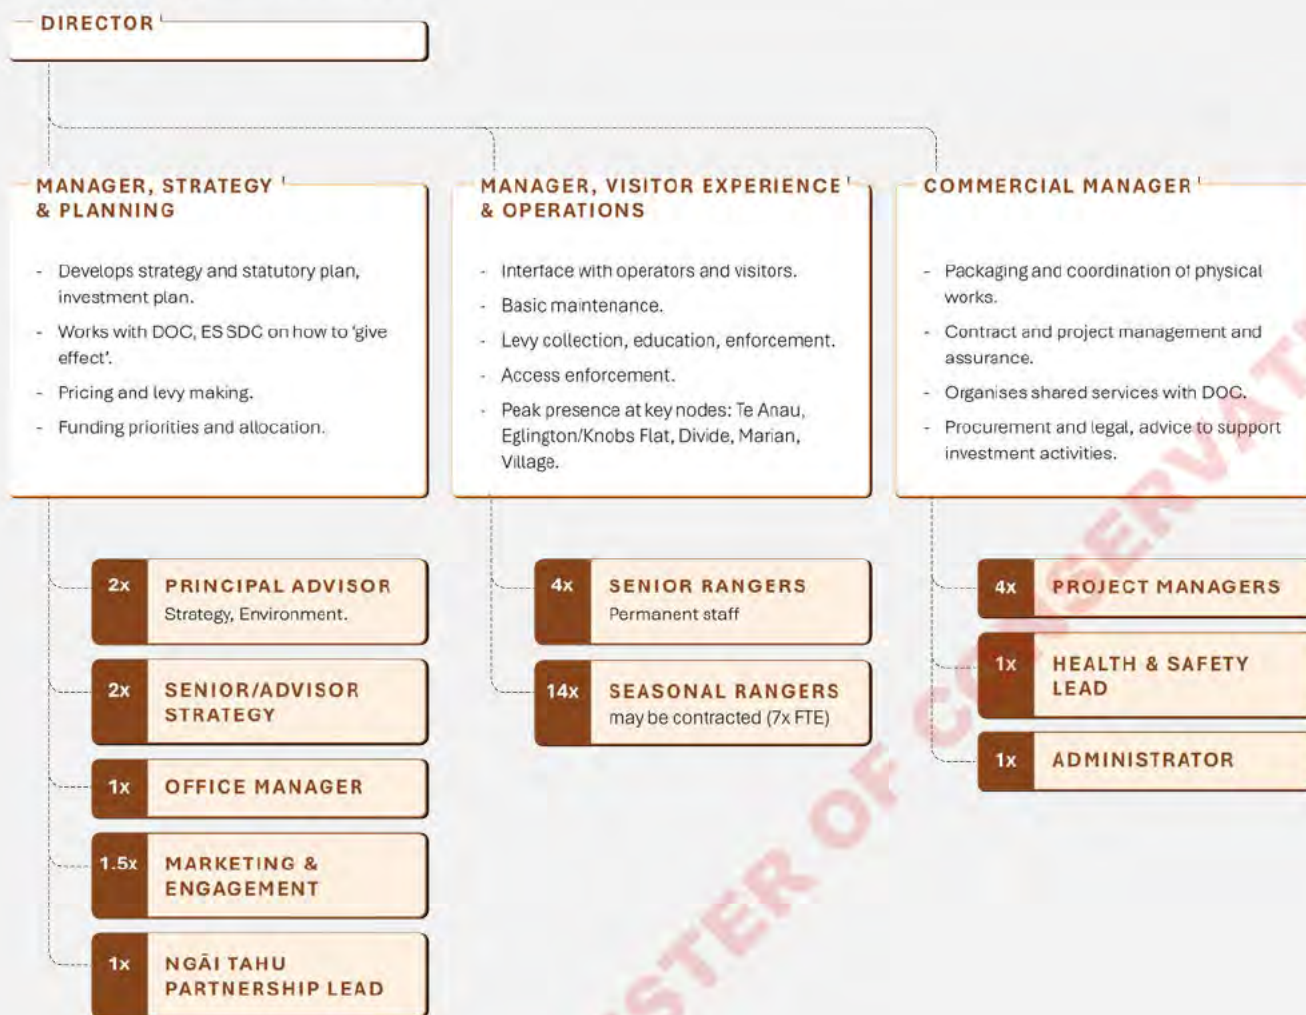 DIRECTOR
MANAGER, STRATEGY
& PLANNING
- Develops strategy and statutory plan,
investment plan.
- Works with DOC, ES SDC on how to 'give
effect'.
- Pricing and levy making.
- Funding priorities and allocation.
2x PRINCIPAL ADVISOR
Strategy, Environment.
2x SENIOR/ADVISOR
STRATEGY
1x OFFICE MANAGER
1.5x MARKETING &
ENGAGEMENT
1x NGĀI TAHU
PARTNERSHIP LEAD
MANAGER, VISITOR EXPERIENCE
& OPERATIONS
- Interface with operators and visitors.
- Basic maintenance.
- Levy collection, education, enforcement.
- Access enforcement.
- Peak presence at key nodes: Te Anau,
Eglington/Knobs Flat, Divide, Marian,
Village.
4x SENIOR RANGERS
Permanent staff
14x SEASONAL RANGERS
may be contracted (7x FTE)
COMMERCIAL MANAGER
- Packaging and coordination of physical
works.
- Contract and project management and
assurance.
- Organises shared services with DOC.
- Procurement and legal, advice to support
investment activities.
4x PROJECT MANAGERS
1x HEALTH & SAFETY
LEAD
1x ADMINISTRATOR
STER OF CONSERVAT